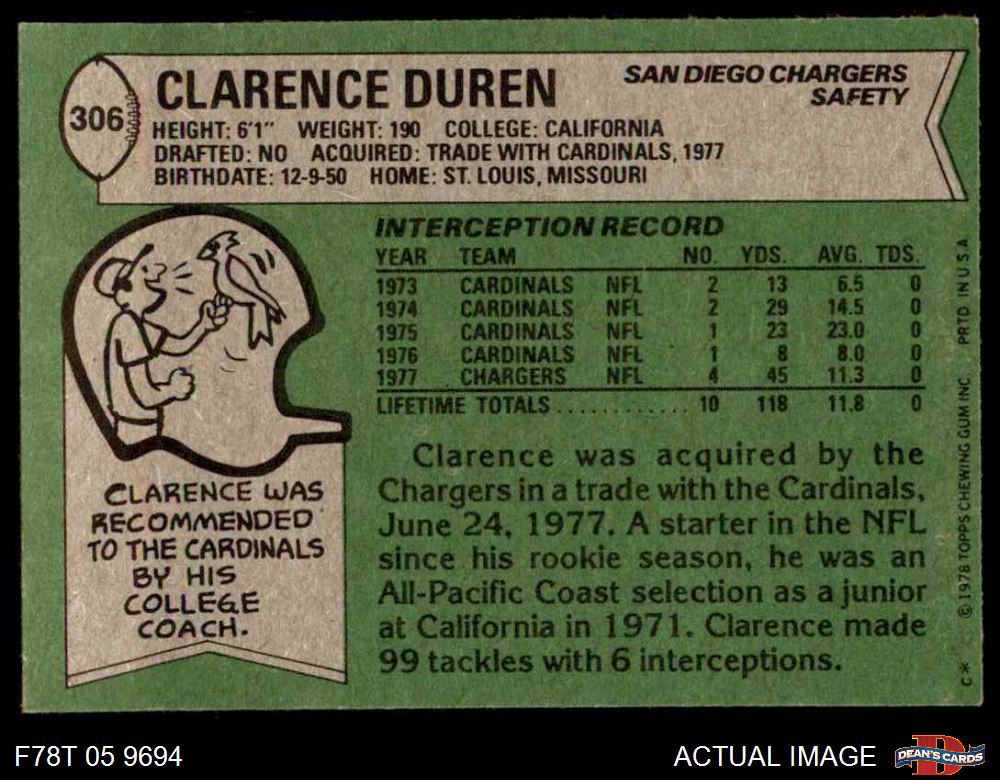 306
CLARENCE DUREN
SAN DIEGO CHARGERS
SAFETY
HEIGHT: 6'1" WEIGHT: 190 COLLEGE: CALIFORNIA
DRAFTED: NO ACQUIRED: TRADE WITH CARDINALS, 1977
BIRTHDATE: 12-9-50 HOME: ST. LOUIS, MISSOURI
INTERCEPTION RECORD
YEAR TEAM NO. YDS. AVG. TDS.
1973 CARDINALS NFL 2 13 6.5 0
1974 CARDINALS NFL 2 29 14.5 0
1975 CARDINALS NFL 1 23 23.0 0
1976 CARDINALS NFL 1 8 8.0 0
1977 CHARGERS NFL 4 45 11.3 0
LIFETIME TOTALS ............ 10 118 11.8 0
CLARENCE WAS
RECOMMENDED
TO THE CARDINALS
BY HIS
COLLEGE
COACH.
Clarence was acquired by the
Chargers in a trade with the Cardinals,
June 24, 1977. A starter in the NFL
since his rookie season, he was an
All-Pacific Coast selection as a junior
at California in 1971. Clarence made
99 tackles with 6 interceptions.
C* © 1978 TOPPS CHEWING GUM INC. PRTD. IN U.S.A.
F78T 05 9694
ACTUAL IMAGE
D
DEAN'S CARDS